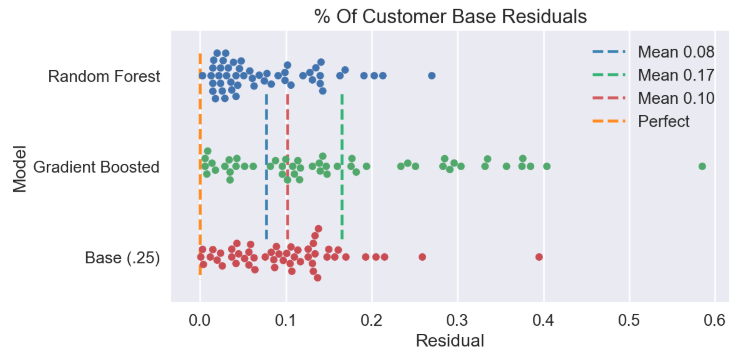 % Of Customer Base Residuals
Mean 0.08
Mean 0.17
Mean 0.10
Perfect
Model
Random Forest
Gradient Boosted
Base (.25)
0.0 0.1 0.2 0.3 0.4 0.5 0.6
Residual